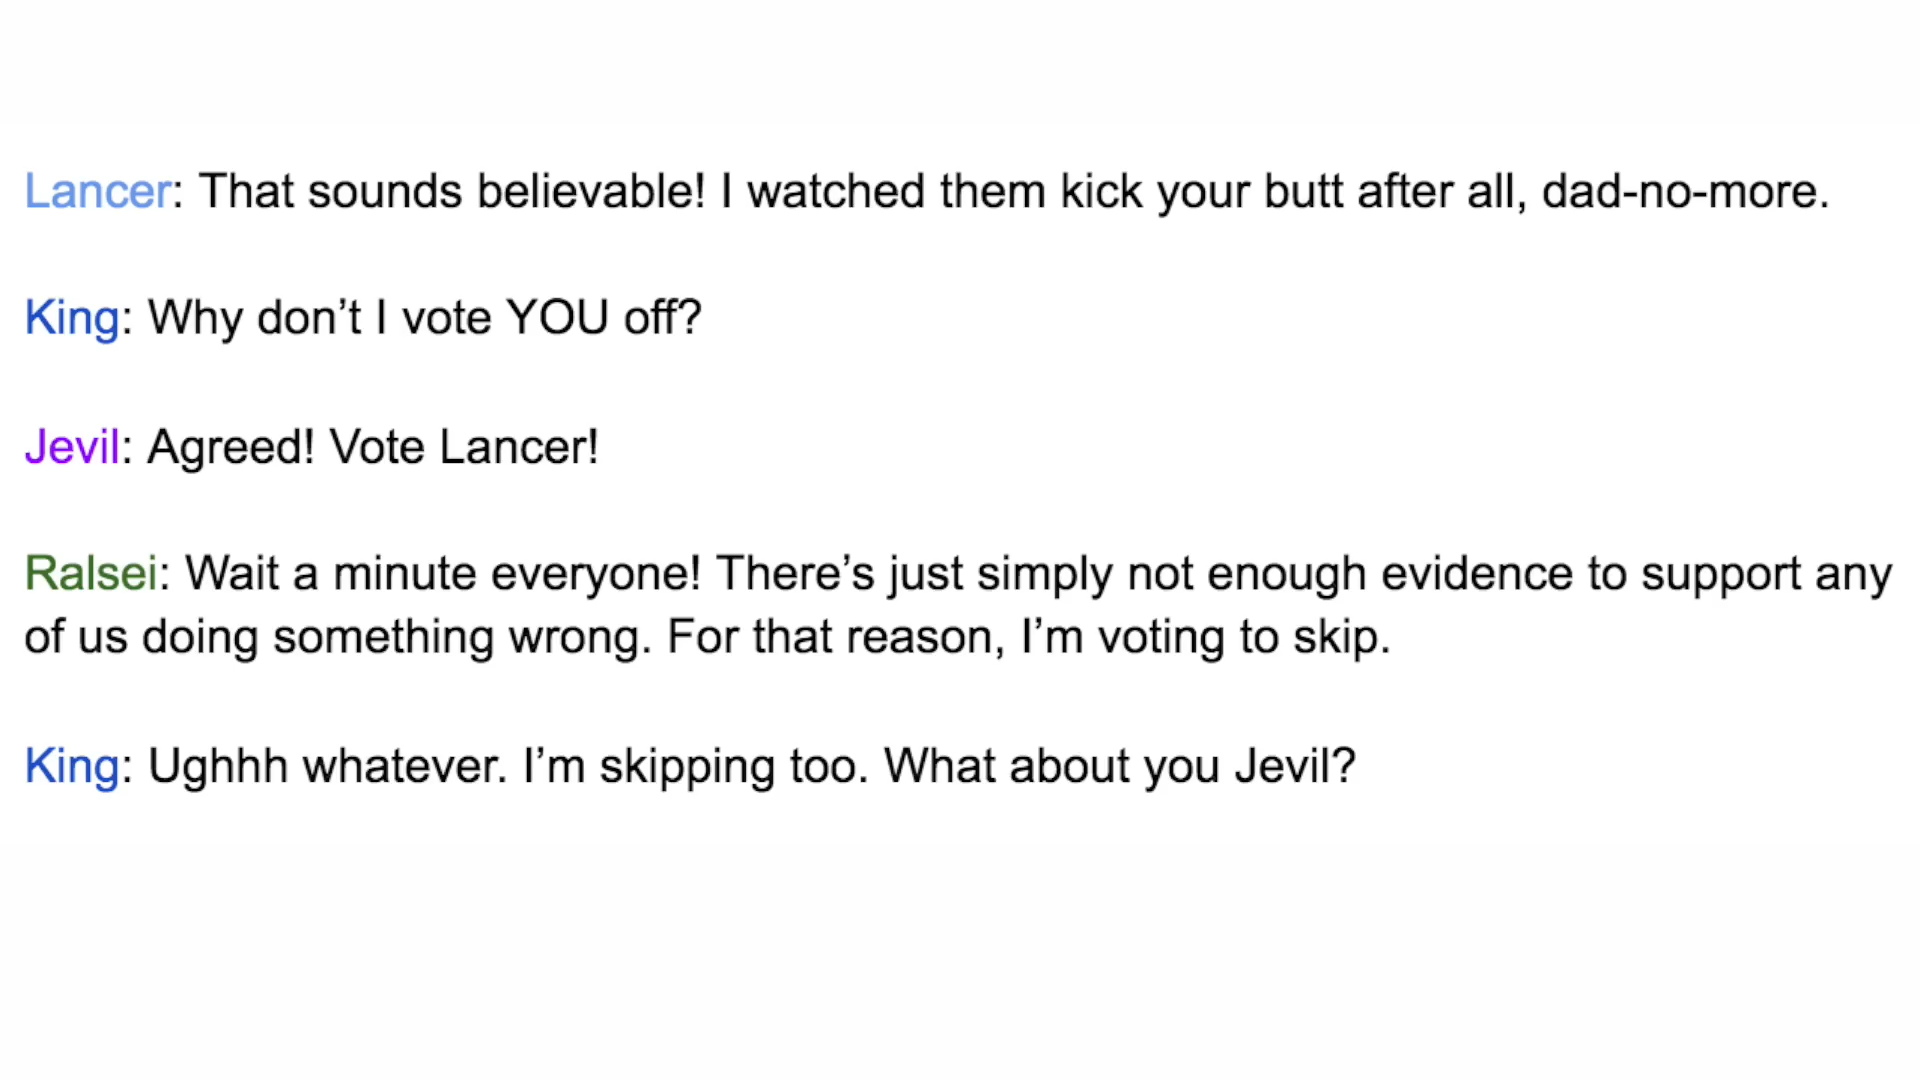 Lancer: That sounds believable! I watched them kick your butt after all, dad-no-more.
King: Why don’t I vote YOU off?
Jevil: Agreed! Vote Lancer!
Ralsei: Wait a minute everyone! There’s just simply not enough evidence to support any
of us doing something wrong. For that reason, I’m voting to skip.
King: Ughhh whatever. I’m skipping too. What about you Jevil?